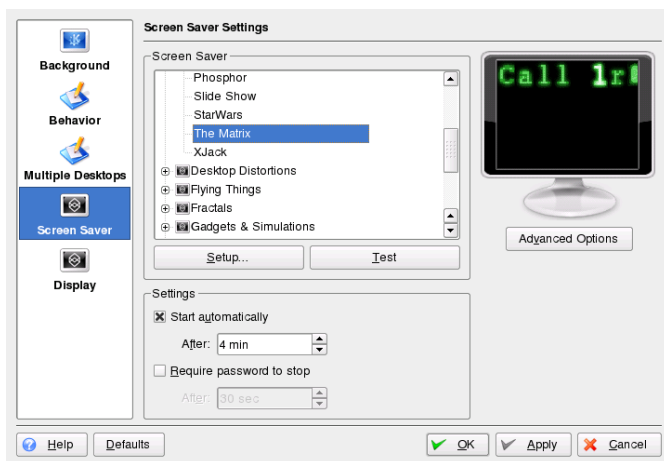 Screen Saver Settings
Background
Behavior
Multiple Desktops
Screen Saver
Display
Screen Saver
Phosphor
Slide Show
StarWars
The Matrix
XJack
Desktop Distortions
Flying Things
Fractals
Gadgets & Simulations
Setup...
Test
Call 1r
Advanced Options
Settings
Start automatically
After: 4 min
Require password to stop
After: 30 sec
Help
Defaults
OK
Apply
Cancel